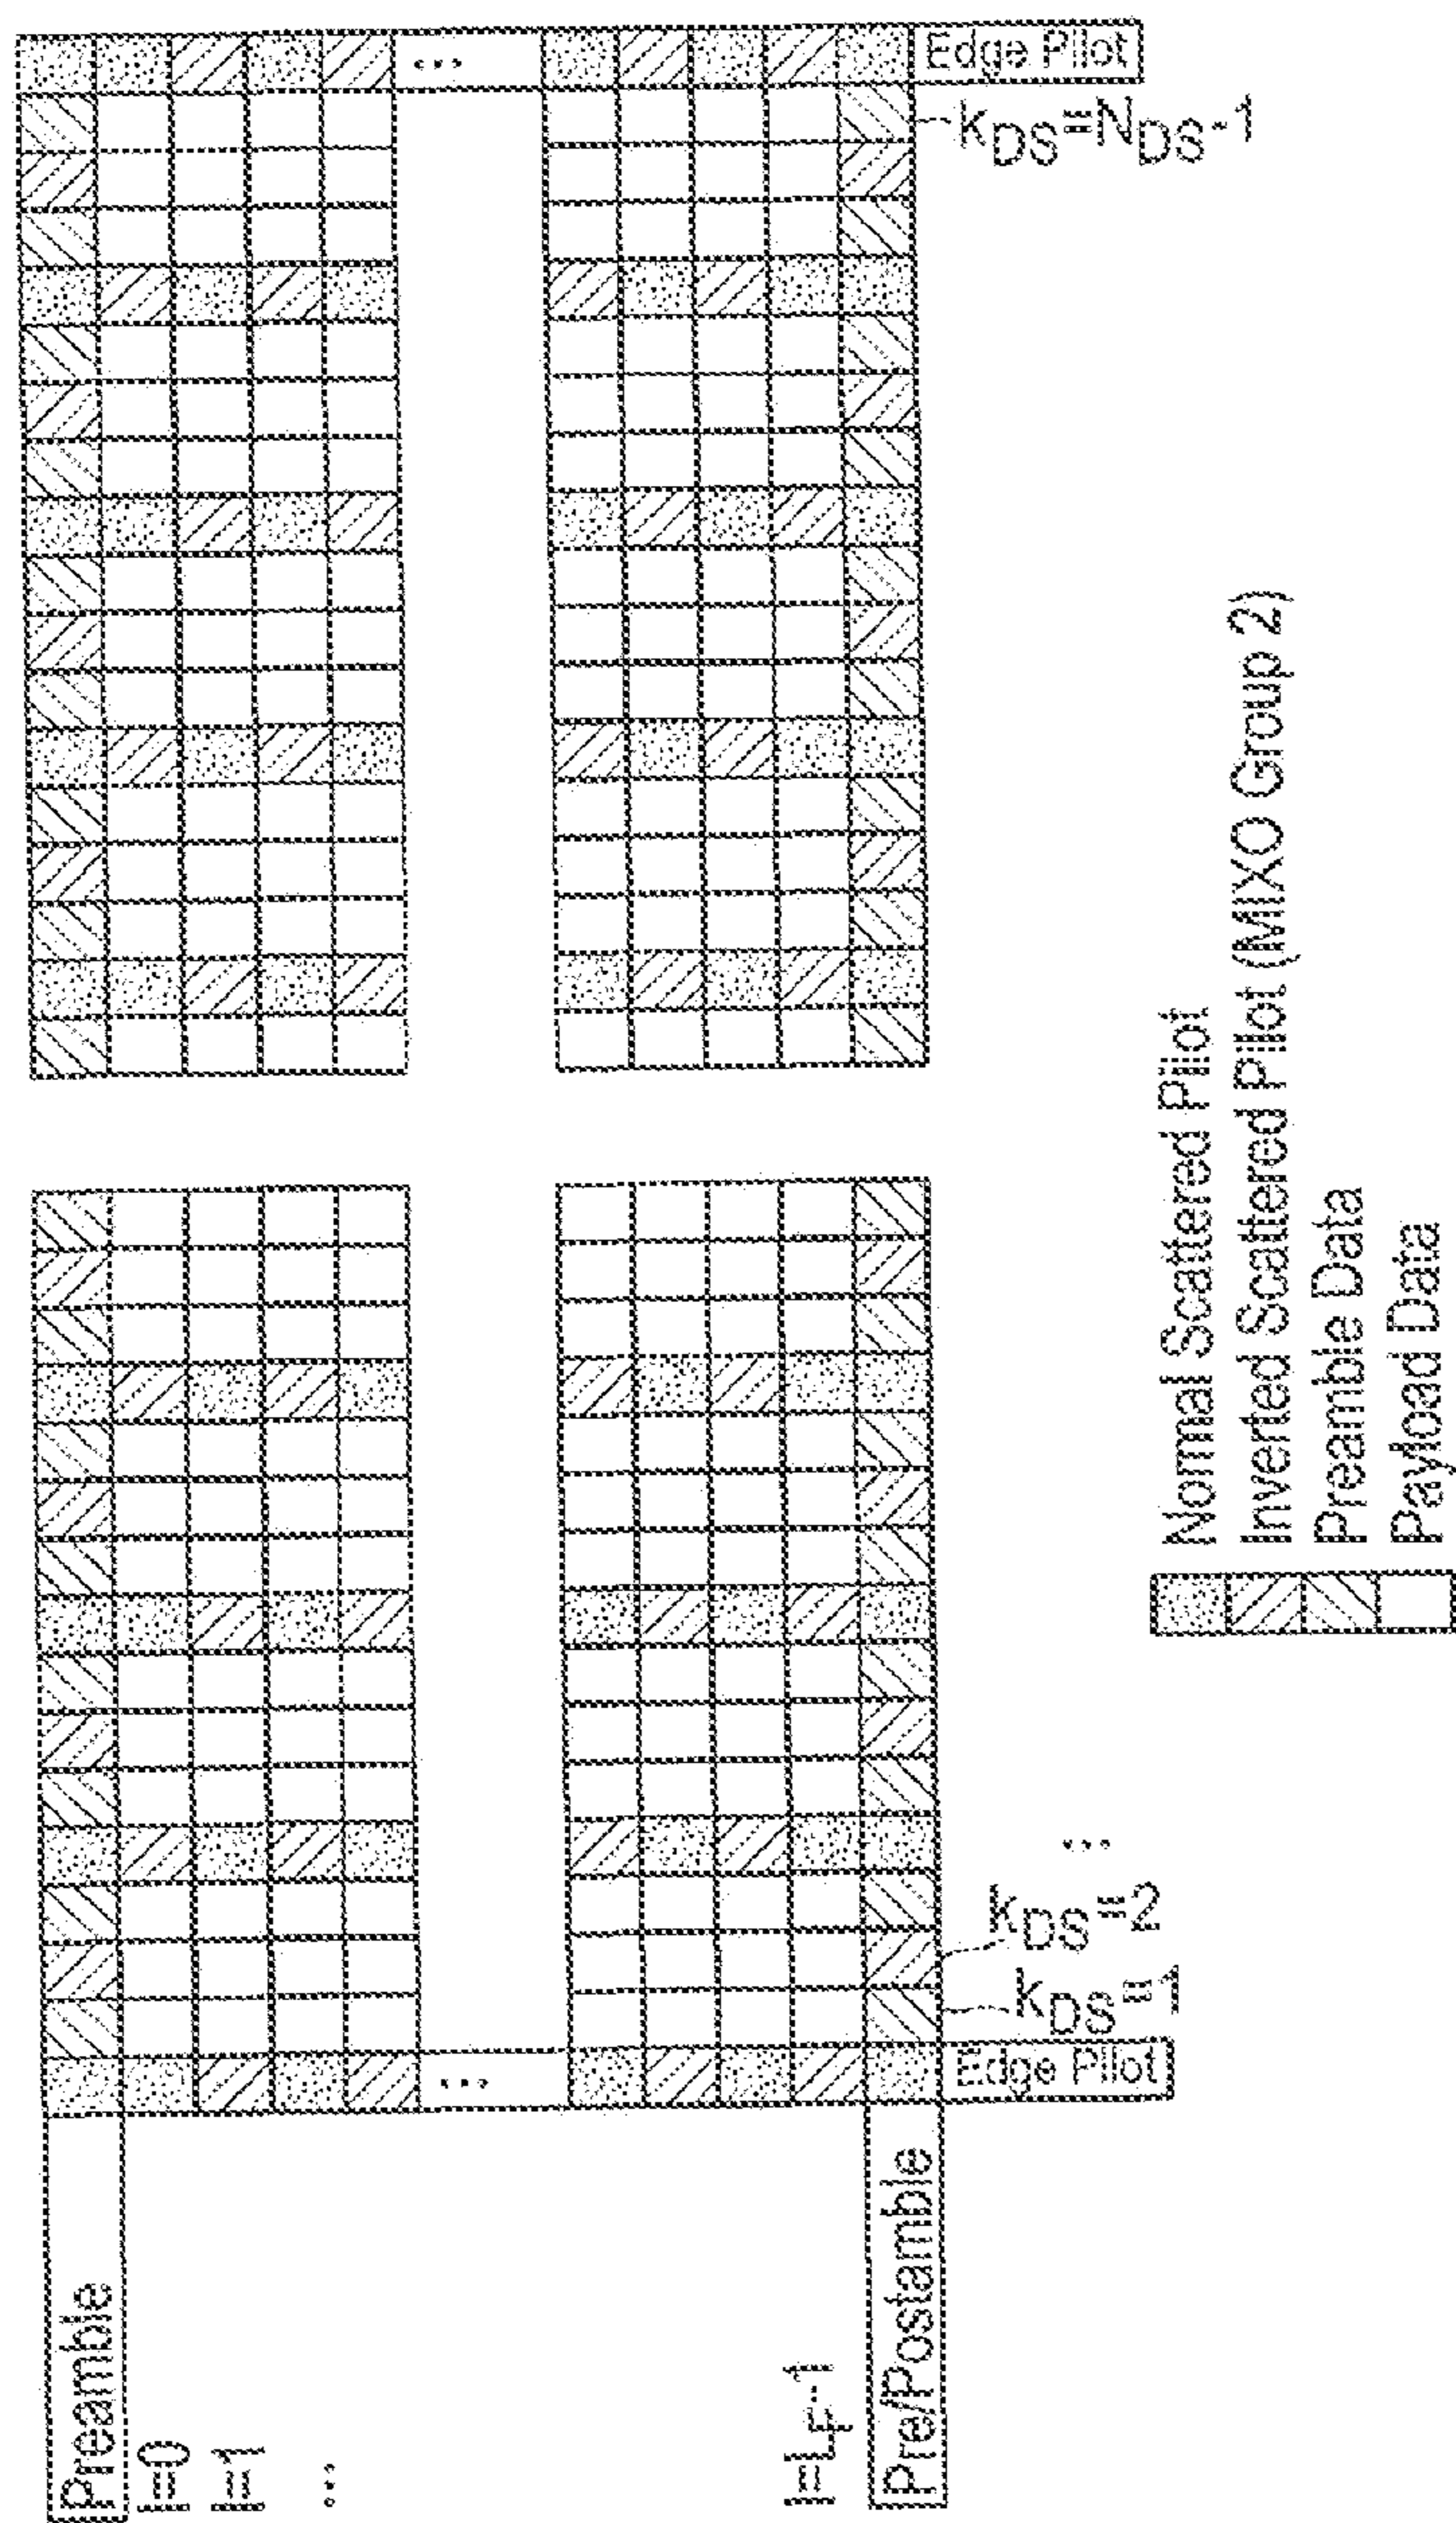 Preamble
l=0
l=1
...
l=L_F-1
Pre/Postamble
...
...
Edge Pilot
k_DS=1
k_DS=2
...
k_DS=N_DS-1
Edge Pilot
Normal Scattered Pilot
Inverted Scattered Pilot (MIXO Group 2)
Preamble Data
Payload Data